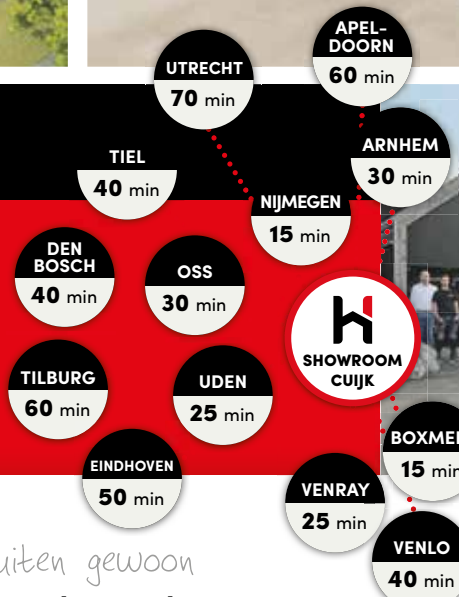 APEL-
DOORN
60 min
UTRECHT
70 min
ARNHEM
30 min
TIEL
40 min
NIJMEGEN
15 min
DEN
BOSCH
40 min
OSS
30 min
SHOWROOM
CUIJK
TILBURG
60 min
UDEN
25 min
BOXME
15 min
EINDHOVEN
50 min
VENRAY
25 min
VENLO
40 min
uiten gewoon